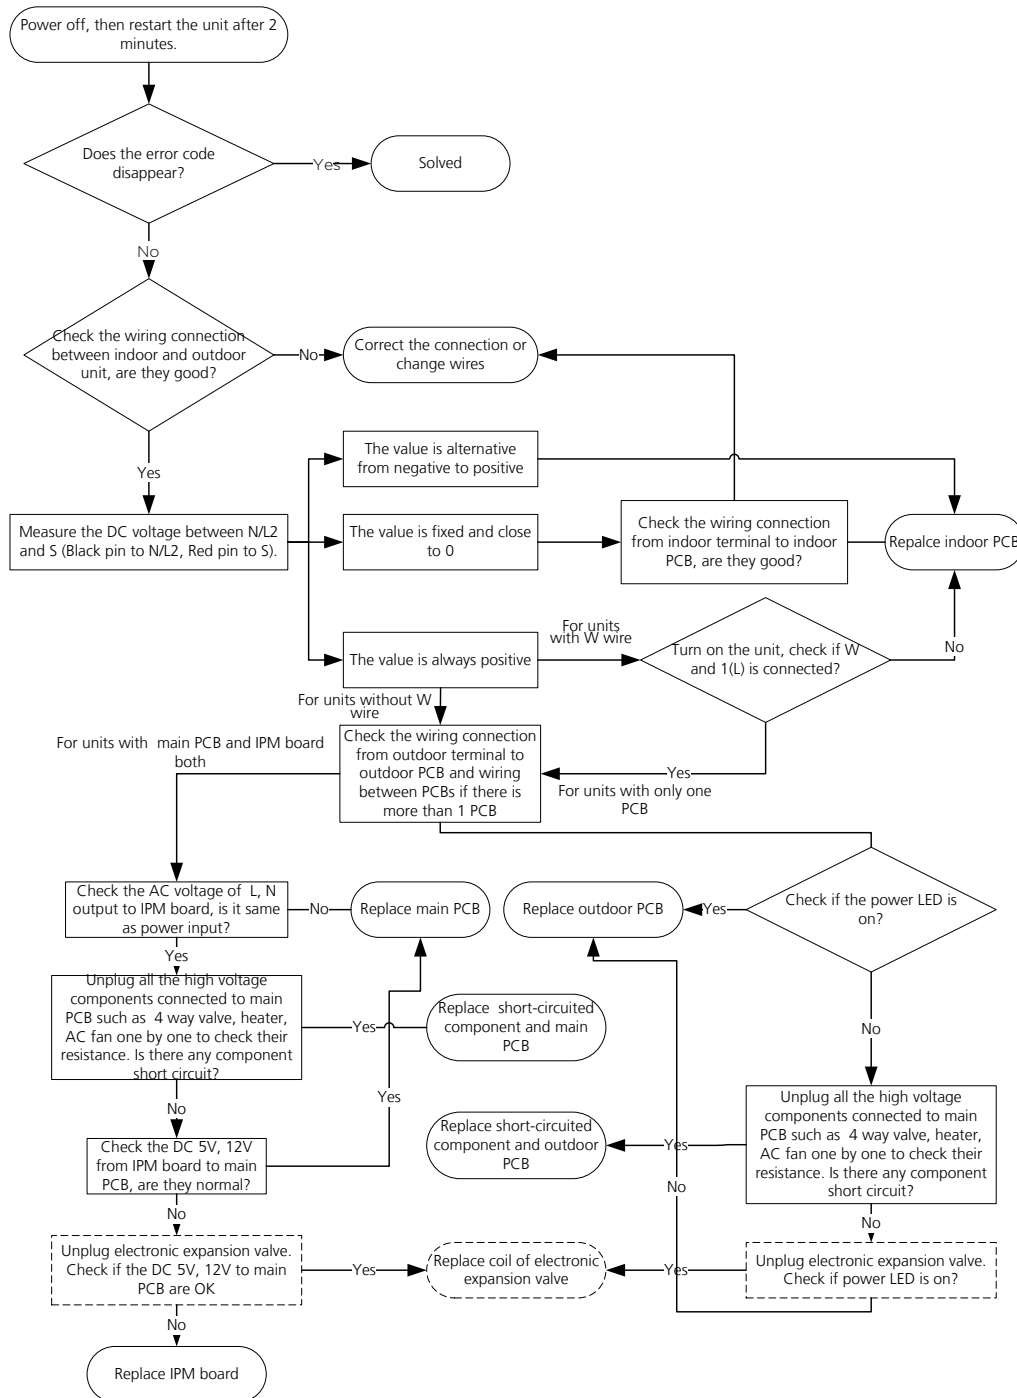 Power off, then restart the unit after 2
minutes.
Does the error code
disappear?
Yes
Solved
No
Check the wiring connection
between indoor and outdoor
unit, are they good?
No
Correct the connection or
change wires
Yes
The value is alternative
from negative to positive
Measure the DC voltage between N/L2
and S (Black pin to N/L2, Red pin to S).
The value is fixed and close
to 0
Check the wiring connection
from indoor terminal to indoor
PCB, are they good?
Repalce indoor PCB
For units
with W wire
The value is always positive
Turn on the unit, check if W
and 1(L) is connected?
No
For units without W
wire
For units with  main PCB and IPM board
both
Check the wiring connection
from outdoor terminal to
outdoor PCB and wiring
between PCBs if there is
more than 1 PCB
Yes
For units with only one
PCB
Check the AC voltage of  L, N
output to IPM board, is it same
as power input?
No
Replace main PCB
Replace outdoor PCB
Yes
Check if the power LED is
on?
Yes
Unplug all the high voltage
components connected to main
PCB such as  4 way valve, heater,
AC fan one by one to check their
resistance. Is there any component
short circuit?
Yes
Replace  short-circuited
component and main
PCB
No
Yes
No
Check the DC 5V, 12V
from IPM board to main
PCB, are they normal?
Replace short-circuited
component and outdoor
PCB
Yes
Unplug all the high voltage
components connected to main
PCB such as  4 way valve, heater,
AC fan one by one to check their
resistance. Is there any component
short circuit?
No
No
No
Unplug electronic expansion valve.
Check if the DC 5V, 12V to main
PCB are OK
Yes
Replace coil of electronic
expansion valve
Yes
Unplug electronic expansion valve.
Check if power LED is on?
No
Replace IPM board